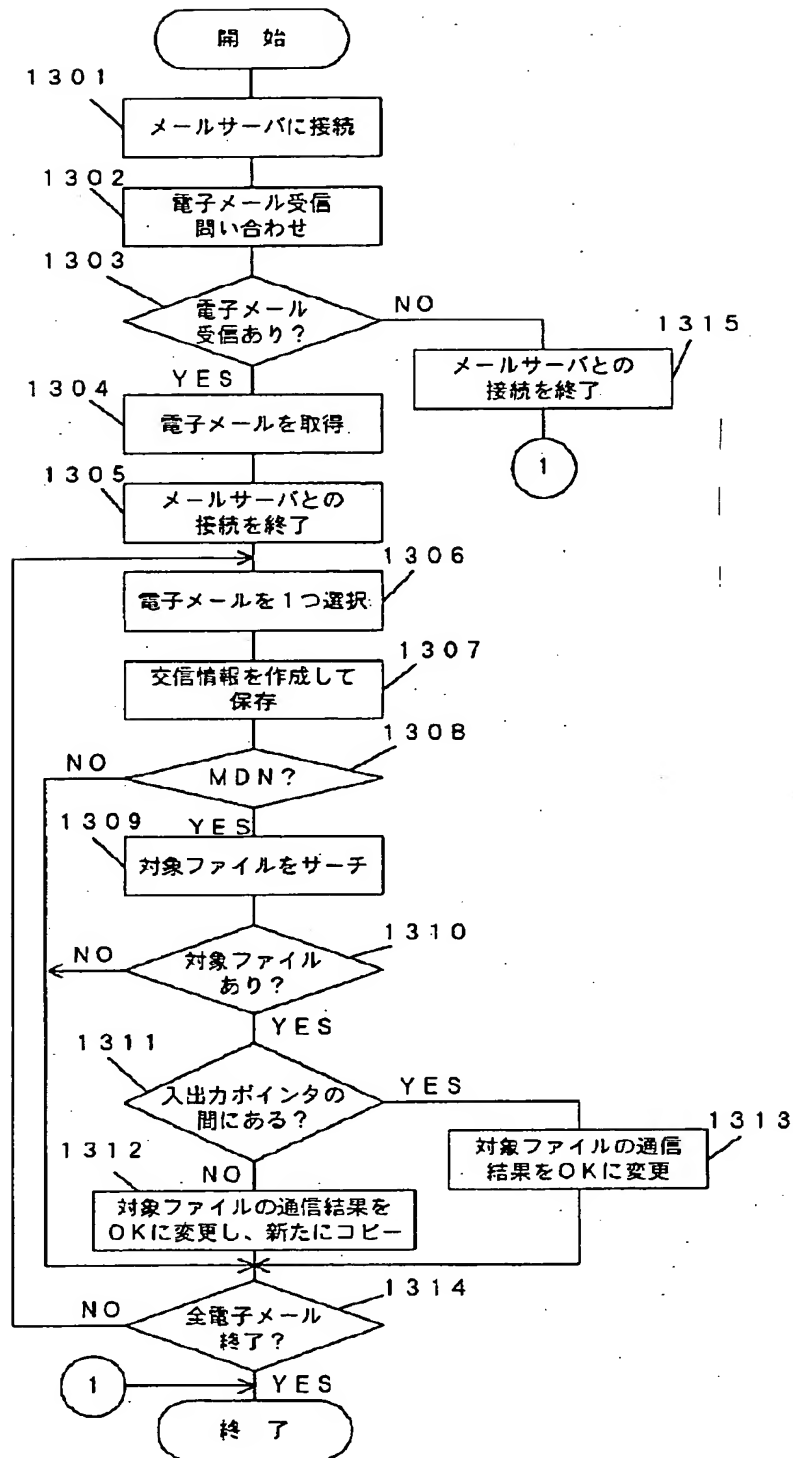 開 始
１３０１
メールサーバに接続
１３０２
電子メール受信
問い合わせ
１３０３
電子メール
受信あり？
NO
YES
１３１５
メールサーバとの
接続を終了
1
１３０４
電子メールを取得
１３０５
メールサーバとの
接続を終了
１３０６
電子メールを１つ選択
１３０７
交信情報を作成して
保存
１３０８
MDN？
NO
YES
１３０９
対象ファイルをサーチ
１３１０
対象ファイル
あり？
NO
YES
１３１１
入出力ポインタの
間にある？
YES
NO
１３１３
対象ファイルの通信
結果をOKに変更
１３１２
対象ファイルの通信結果を
OKに変更し、新たにコピー
１３１４
全電子メール
終了？
NO
YES
1
終 了